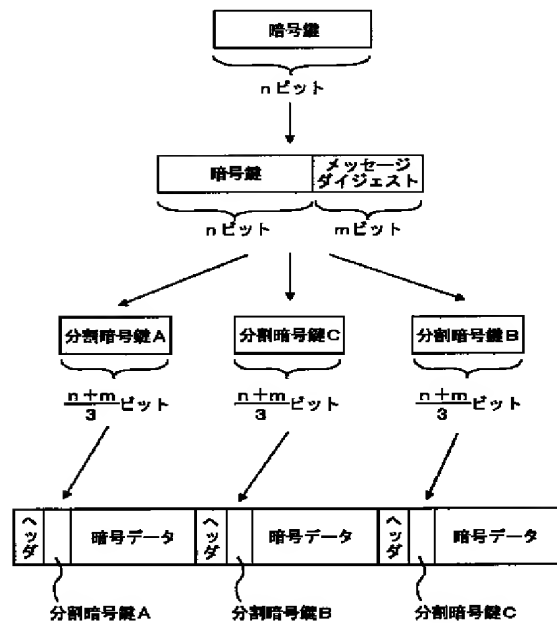 暗号鍵
nビット
暗号鍵
メッセージ
ダイジェスト
nビット
mビット
分割暗号鍵A
分割暗号鍵C
分割暗号鍵B
n+m
3
ビット
n+m
3
ビット
n+m
3
ビット
ヘッダ
暗号データ
ヘッダ
暗号データ
ヘッダ
暗号データ
分割暗号鍵A
分割暗号鍵B
分割暗号鍵C